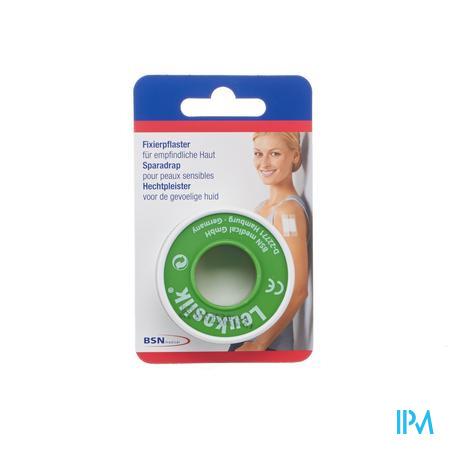 Fixierpflaster
für empfindliche Haut
Sparadrap
pour peaux sensibles
Hechtpleister
voor de gevoelige huid
BSN medical GmbH
D-22771 Hamburg · Germany
CE
Leukosilk®
BSN medical
IPM